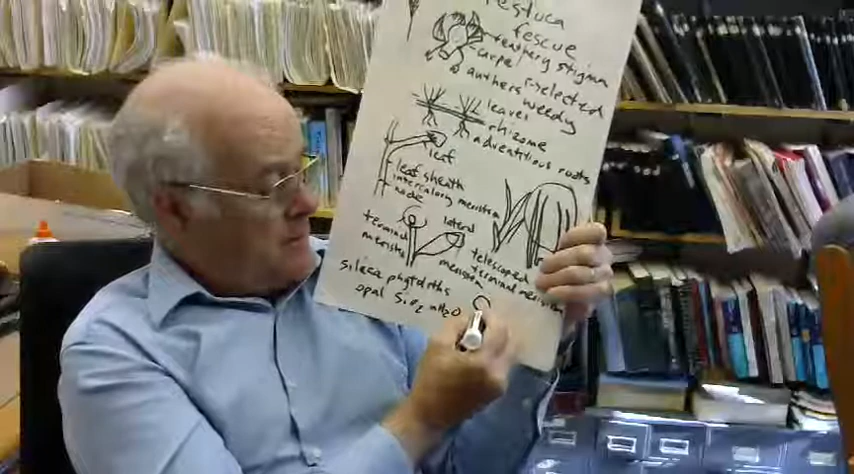 Festuca
fescue
feathery stigma
carpel
anthers (selected
weedy
leaves
rhizome
adventitious roots
leaf
leaf sheath
intercalary meristem
node
terminal
meristem
lateral
meristem
telescoped
terminal meristem
silica phytoliths
opal SiO2 nH2O